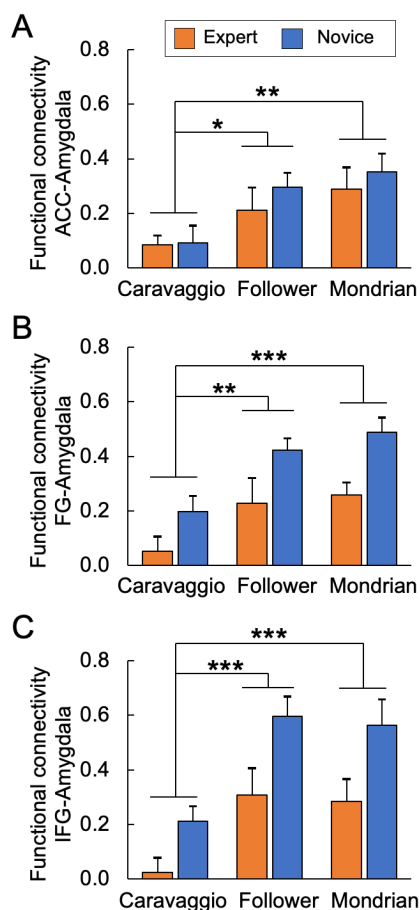 A
Expert Novice
Functional connectivity
ACC-Amygdala
0.8
0.6
0.4
0.2
0.0
**
*
Caravaggio Follower Mondrian
B
Functional connectivity
FG-Amygdala
0.8
0.6
0.4
0.2
0.0
***
**
Caravaggio Follower Mondrian
C
Functional connectivity
IFG-Amygdala
0.8
0.6
0.4
0.2
0.0
***
***
Caravaggio Follower Mondrian